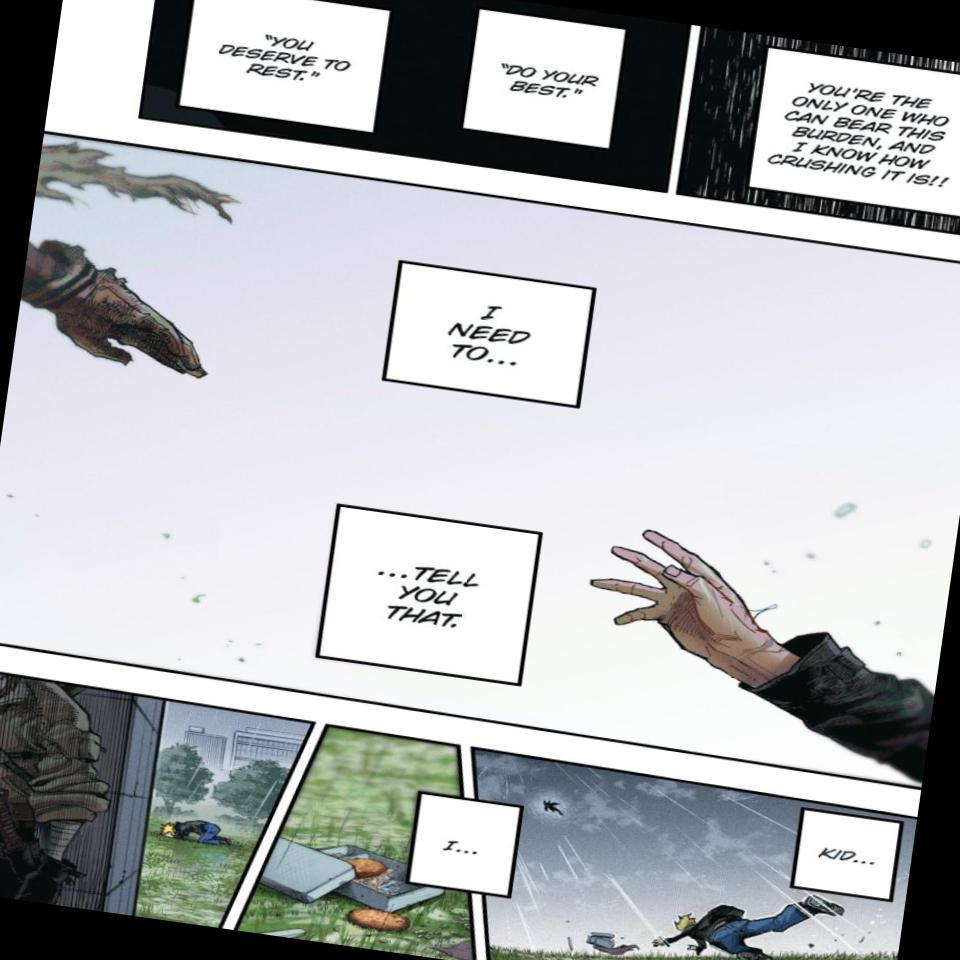 "YOU
DESERVE TO
REST."
"DO YOUR
BEST."
YOU'RE THE
ONLY ONE WHO
CAN BEAR THIS
BURDEN, AND
I KNOW HOW
CRUSHING IT IS!!
I
NEED
TO...
...TELL
YOU
THAT.
I...
KID...